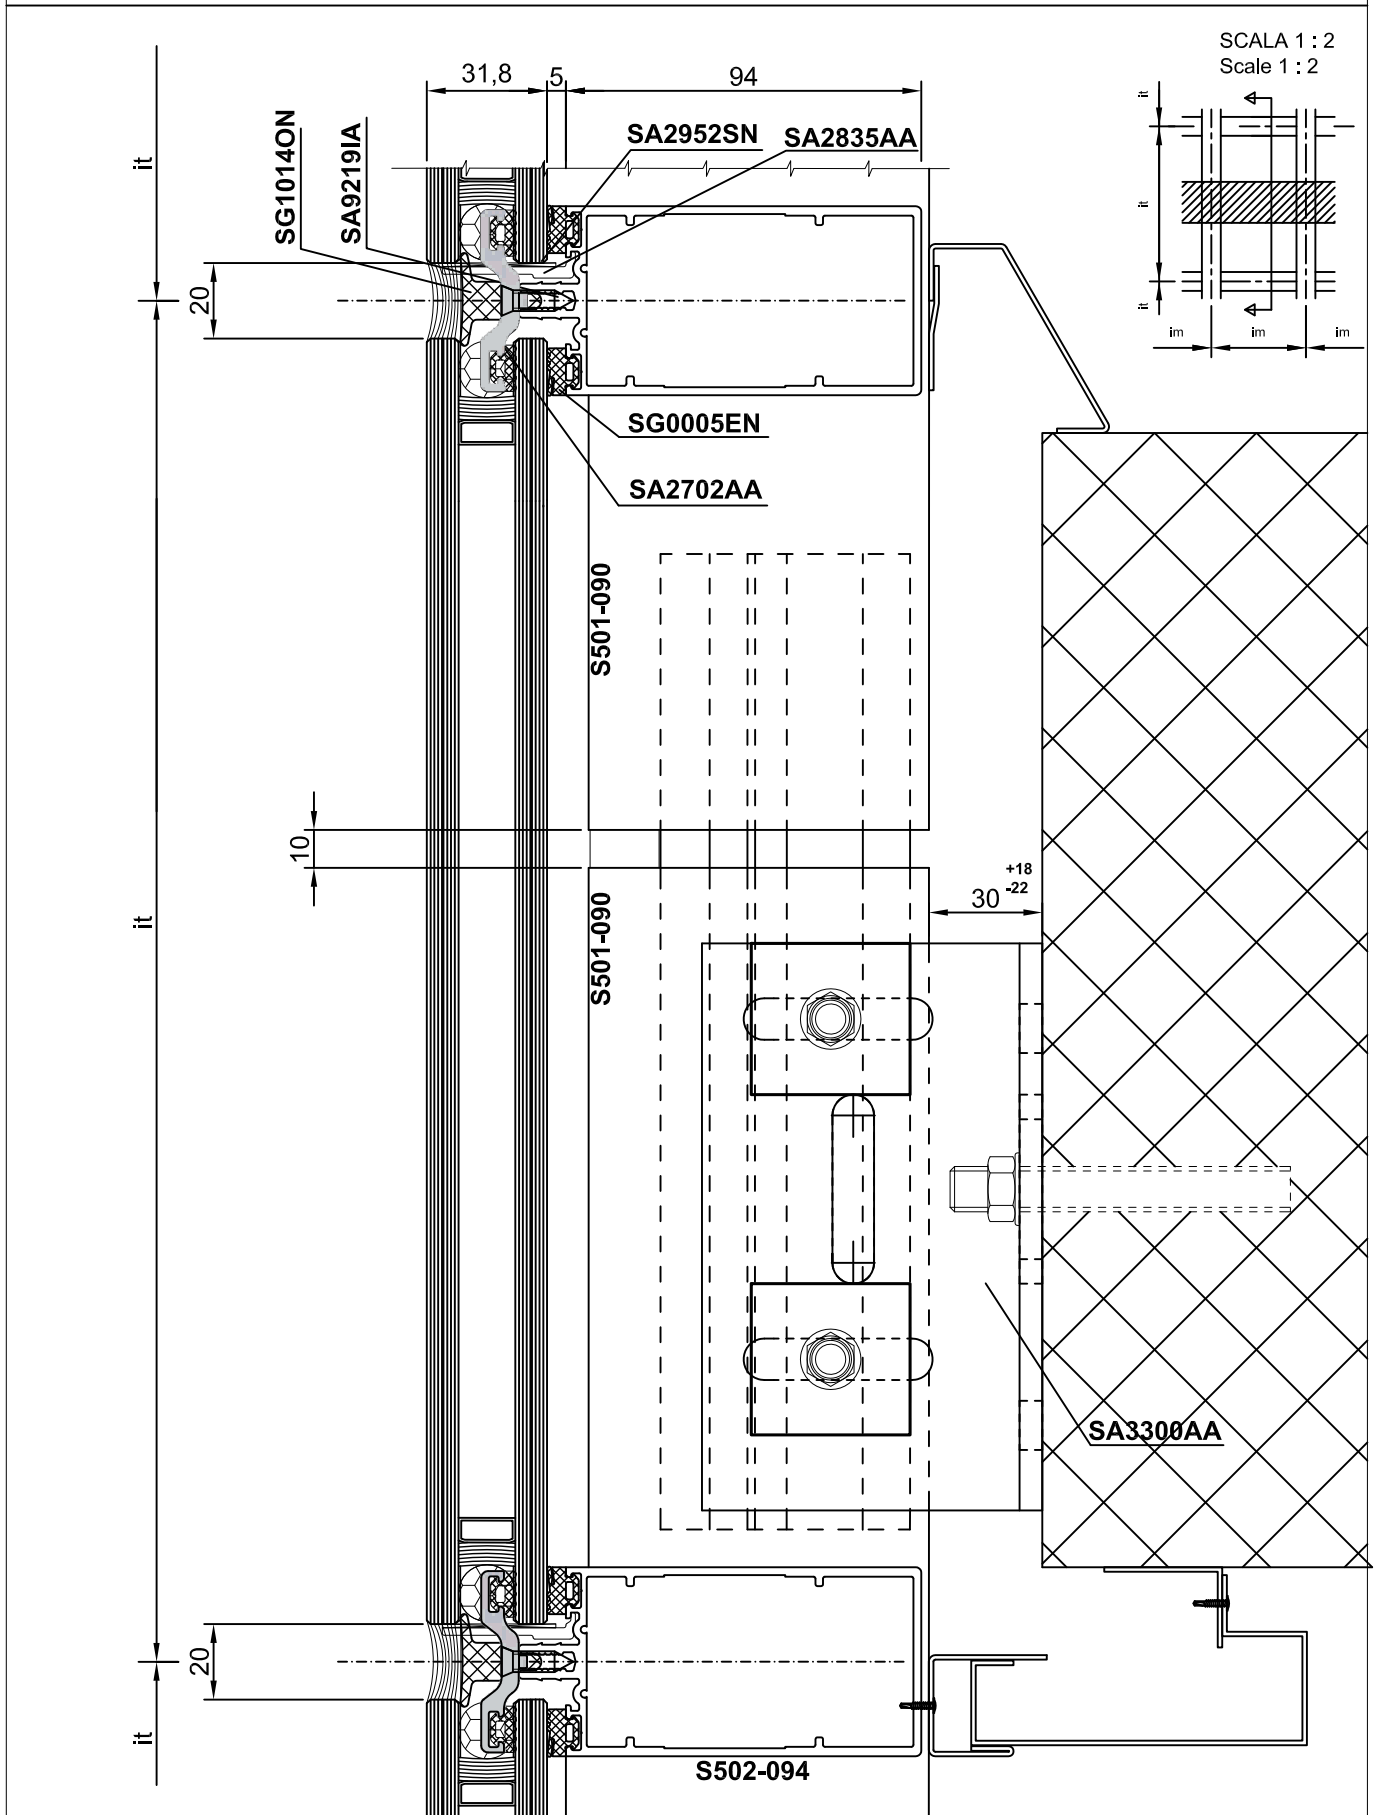 SCALA 1 : 2
Scale 1 : 2
31,8
5
94
SG1014ON
SA9219IA
SA2952SN
SA2835AA
it
it
it
it
im
im
im
20
SG0005EN
SA2702AA
S501-090
10
+18
30
-22
it
S501-090
SA3300AA
20
it
S502-094